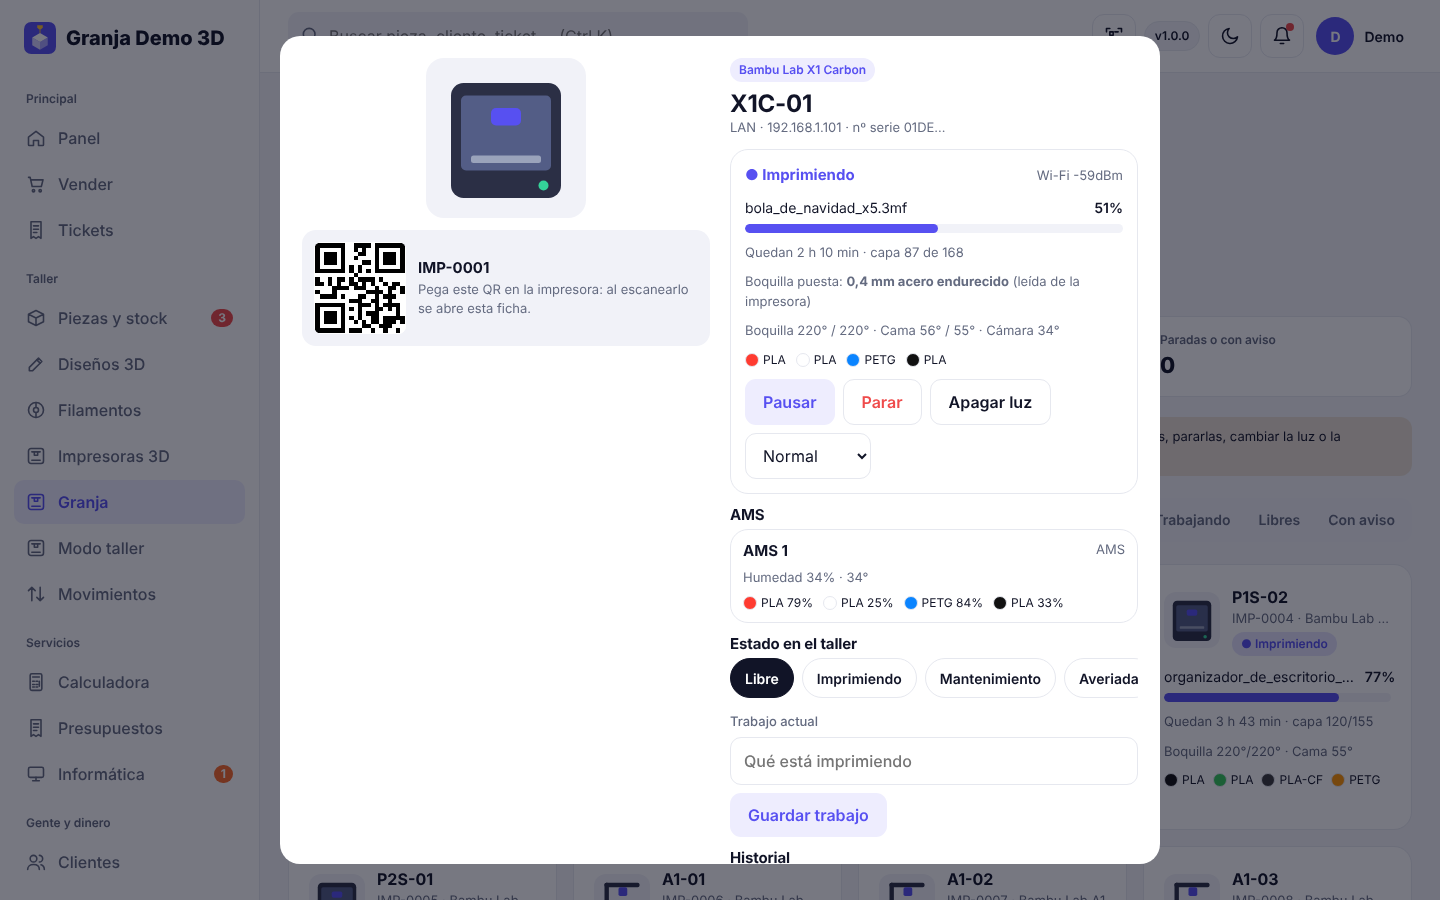 Granja Demo 3D
Principal
Panel
Vender
Tickets
Taller
Piezas y stock
3
Diseños 3D
Filamentos
Impresoras 3D
Granja
Modo taller
Movimientos
Servicios
Calculadora
Presupuestos
Informática
1
Gente y dinero
Clientes
v1.0.0
D
Demo
Bambu Lab X1 Carbon
X1C-01
LAN · 192.168.1.101 · nº serie 01DE...
Imprimiendo
Wi-Fi -59dBm
bola_de_navidad_x5.3mf
51%
Quedan 2 h 10 min · capa 87 de 168
Boquilla puesta: 0,4 mm acero endurecido (leída de la
impresora)
Boquilla 220° / 220° · Cama 56° / 55° · Cámara 34°
PLA PLA PETG PLA
Pausar
Parar
Apagar luz
Normal
IMP-0001
Pega este QR en la impresora: al escanearlo
se abre esta ficha.
AMS
AMS 1
AMS
Humedad 34% · 34°
PLA 79% PLA 25% PETG 84% PLA 33%
Estado en el taller
Libre
Imprimiendo
Mantenimiento
Averiada
Trabajo actual
Qué está imprimiendo
Guardar trabajo
Historial
Paradas o con aviso
0
s, pararlas, cambiar la luz o la
Trabajando
Libres
Con aviso
P1S-02
IMP-0004 · Bambu Lab ...
Imprimiendo
organizador_de_escritorio_...
77%
Quedan 3 h 43 min · capa 120/155
Boquilla 220°/220° · Cama 55°
PLA PLA PLA-CF PETG
P2S-01
A1-01
A1-02
A1-03